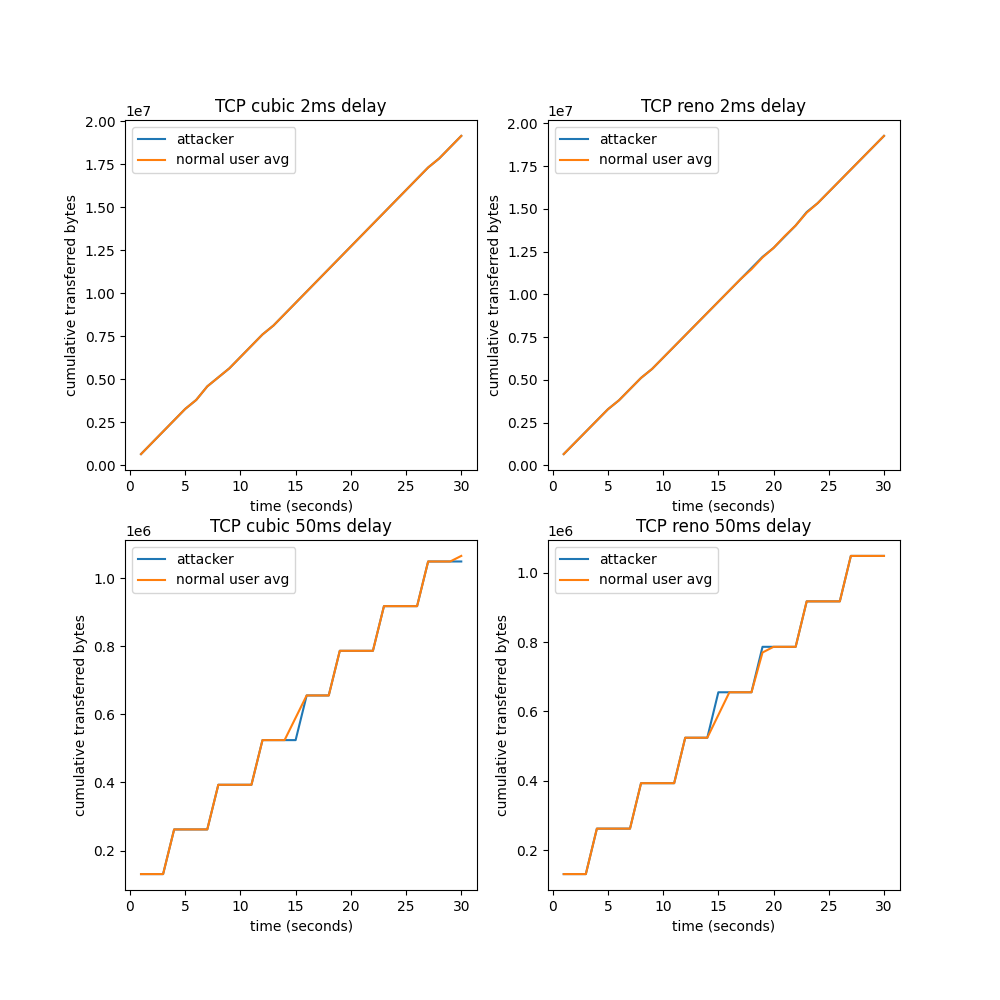 TCP cubic 2ms delay
1e7
attacker
normal user avg
2.00
1.75
1.50
1.25
1.00
0.75
0.50
0.25
0.00
cumulative transferred bytes
0 5 10 15 20 25 30
time (seconds)
TCP reno 2ms delay
1e7
attacker
normal user avg
2.00
1.75
1.50
1.25
1.00
0.75
0.50
0.25
0.00
cumulative transferred bytes
0 5 10 15 20 25 30
time (seconds)
TCP cubic 50ms delay
1e6
attacker
normal user avg
1.0
0.8
0.6
0.4
0.2
cumulative transferred bytes
0 5 10 15 20 25 30
time (seconds)
TCP reno 50ms delay
1e6
attacker
normal user avg
1.0
0.8
0.6
0.4
0.2
cumulative transferred bytes
0 5 10 15 20 25 30
time (seconds)